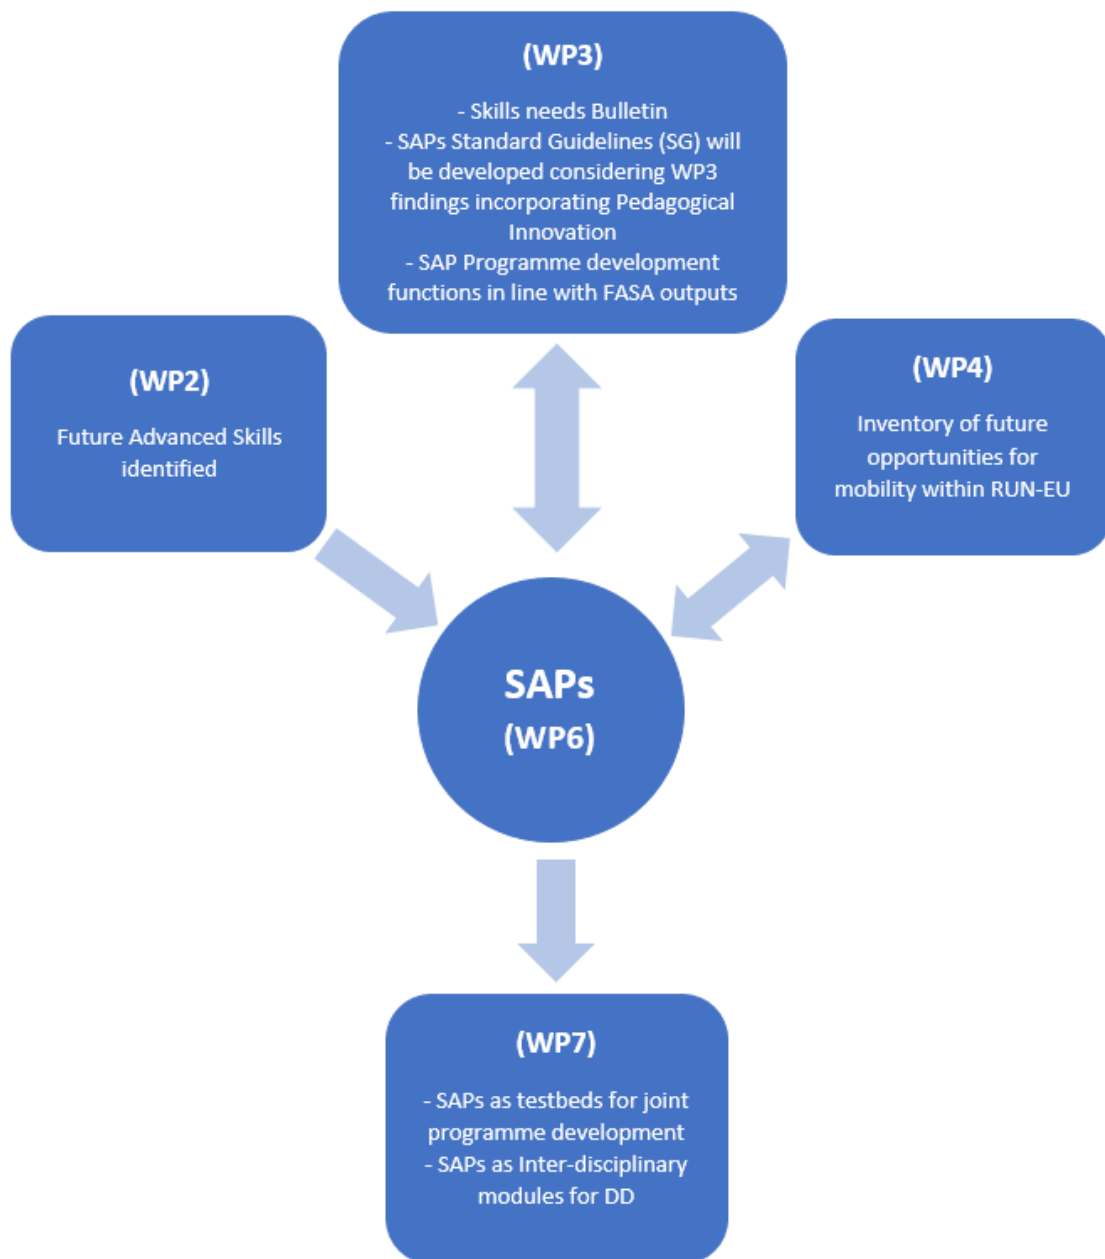 (WP3)
- Skills needs Bulletin
- SAPs Standard Guidelines (SG) will
be developed considering WP3
findings incorporating Pedagogical
Innovation
- SAP Programme development
functions in line with FASA outputs
(WP2)
Future Advanced Skills
identified
(WP4)
Inventory of future
opportunities for
mobility within RUN-EU
SAPs
(WP6)
(WP7)
- SAPs as testbeds for joint
programme development
- SAPs as Inter-disciplinary
modules for DD